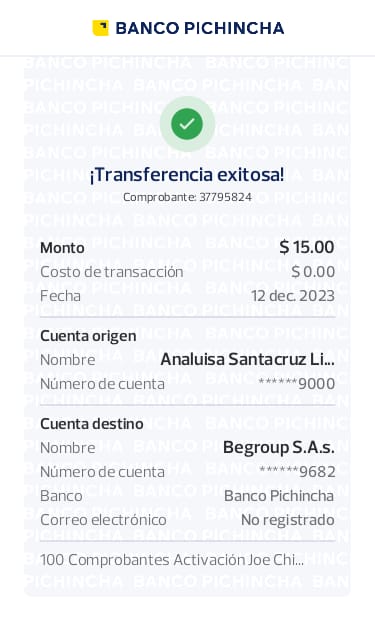 BANCO PICHINCHA
¡Transferencia exitosa!
Comprobante: 37795824
Monto $ 15.00
Costo de transacción $ 0.00
Fecha 12 dec. 2023
Cuenta origen
Nombre Analuisa Santacruz Li...
Número de cuenta ******9000
Cuenta destino
Nombre Begroup S.A.s.
Número de cuenta ******9682
Banco Banco Pichincha
Correo electrónico No registrado
100 Comprobantes Activación Joe Chi...